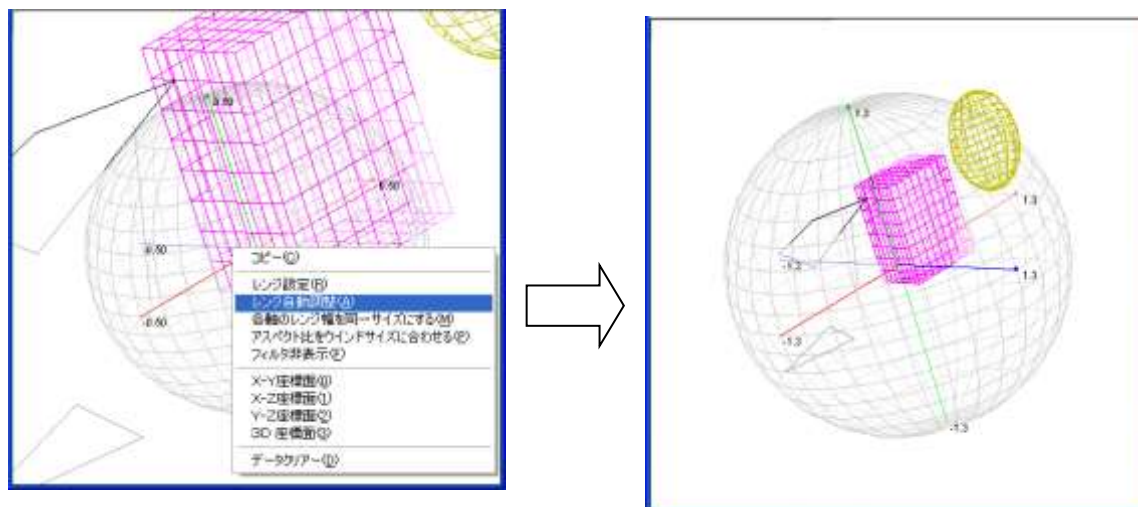 0.50
0.50
-0.50
-0.50
コピー(C)
レンジ設定(R)
レンジ自動調整(A)
各軸のレンジ幅を同一サイズにする(M)
アスペクト比をウインドサイズに合わせる(P)
フィルタ非表示(E)
X-Y座標面(0)
X-Z座標面(1)
Y-Z座標面(2)
3D 座標面(3)
データクリアー(D)
1.3
1.3
-1.3
1.3
-1.3
-1.3